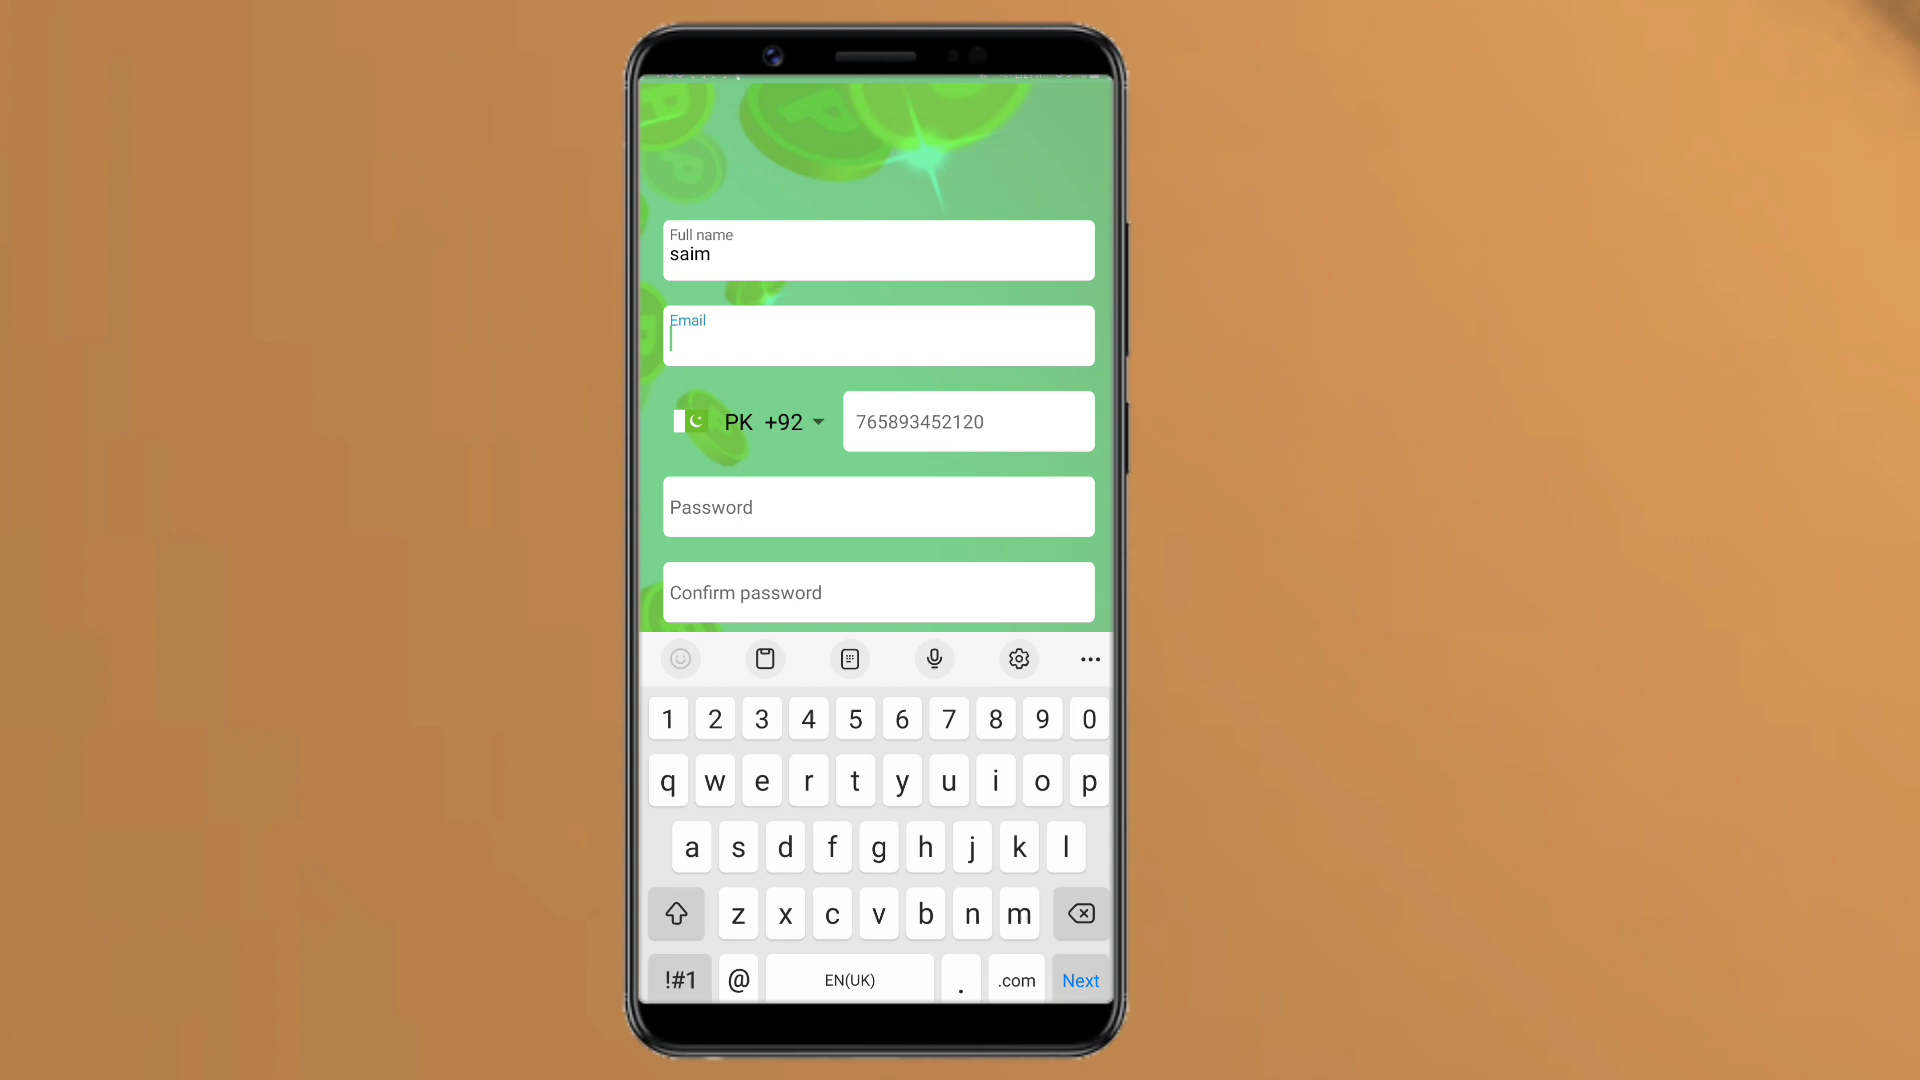 Full name
saim
Email
PK +92 765893452120
Password
Confirm password
1 2 3 4 5 6 7 8 9 0
q w e r t y u i o p
a s d f g h j k l
z x c v b n m
!#1 @ EN(UK) . .com Next